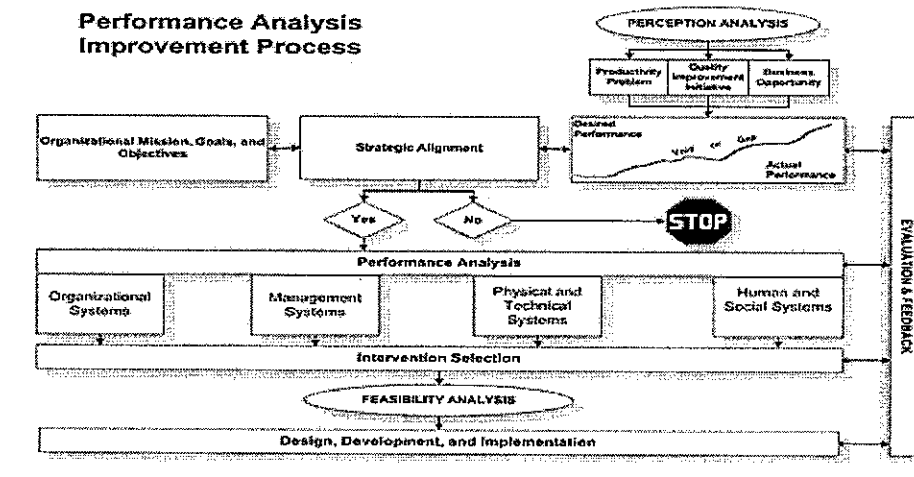 Performance Analysis
Improvement Process
PERCEPTION ANALYSIS
Productivity
Problem
Quality
Improvement
Initiative
Business
Opportunity
Organizational Mission, Goals, and
Objectives
Strategic Alignment
Desired
Performance
or Gap
Actual
Performance
Yes
No
STOP
Performance Analysis
Organizational
Systems
Management
Systems
Physical and
Technical
Systems
Human and
Social Systems
Intervention Selection
FEASIBILITY ANALYSIS
Design, Development, and Implementation
EVALUATION & FEEDBACK